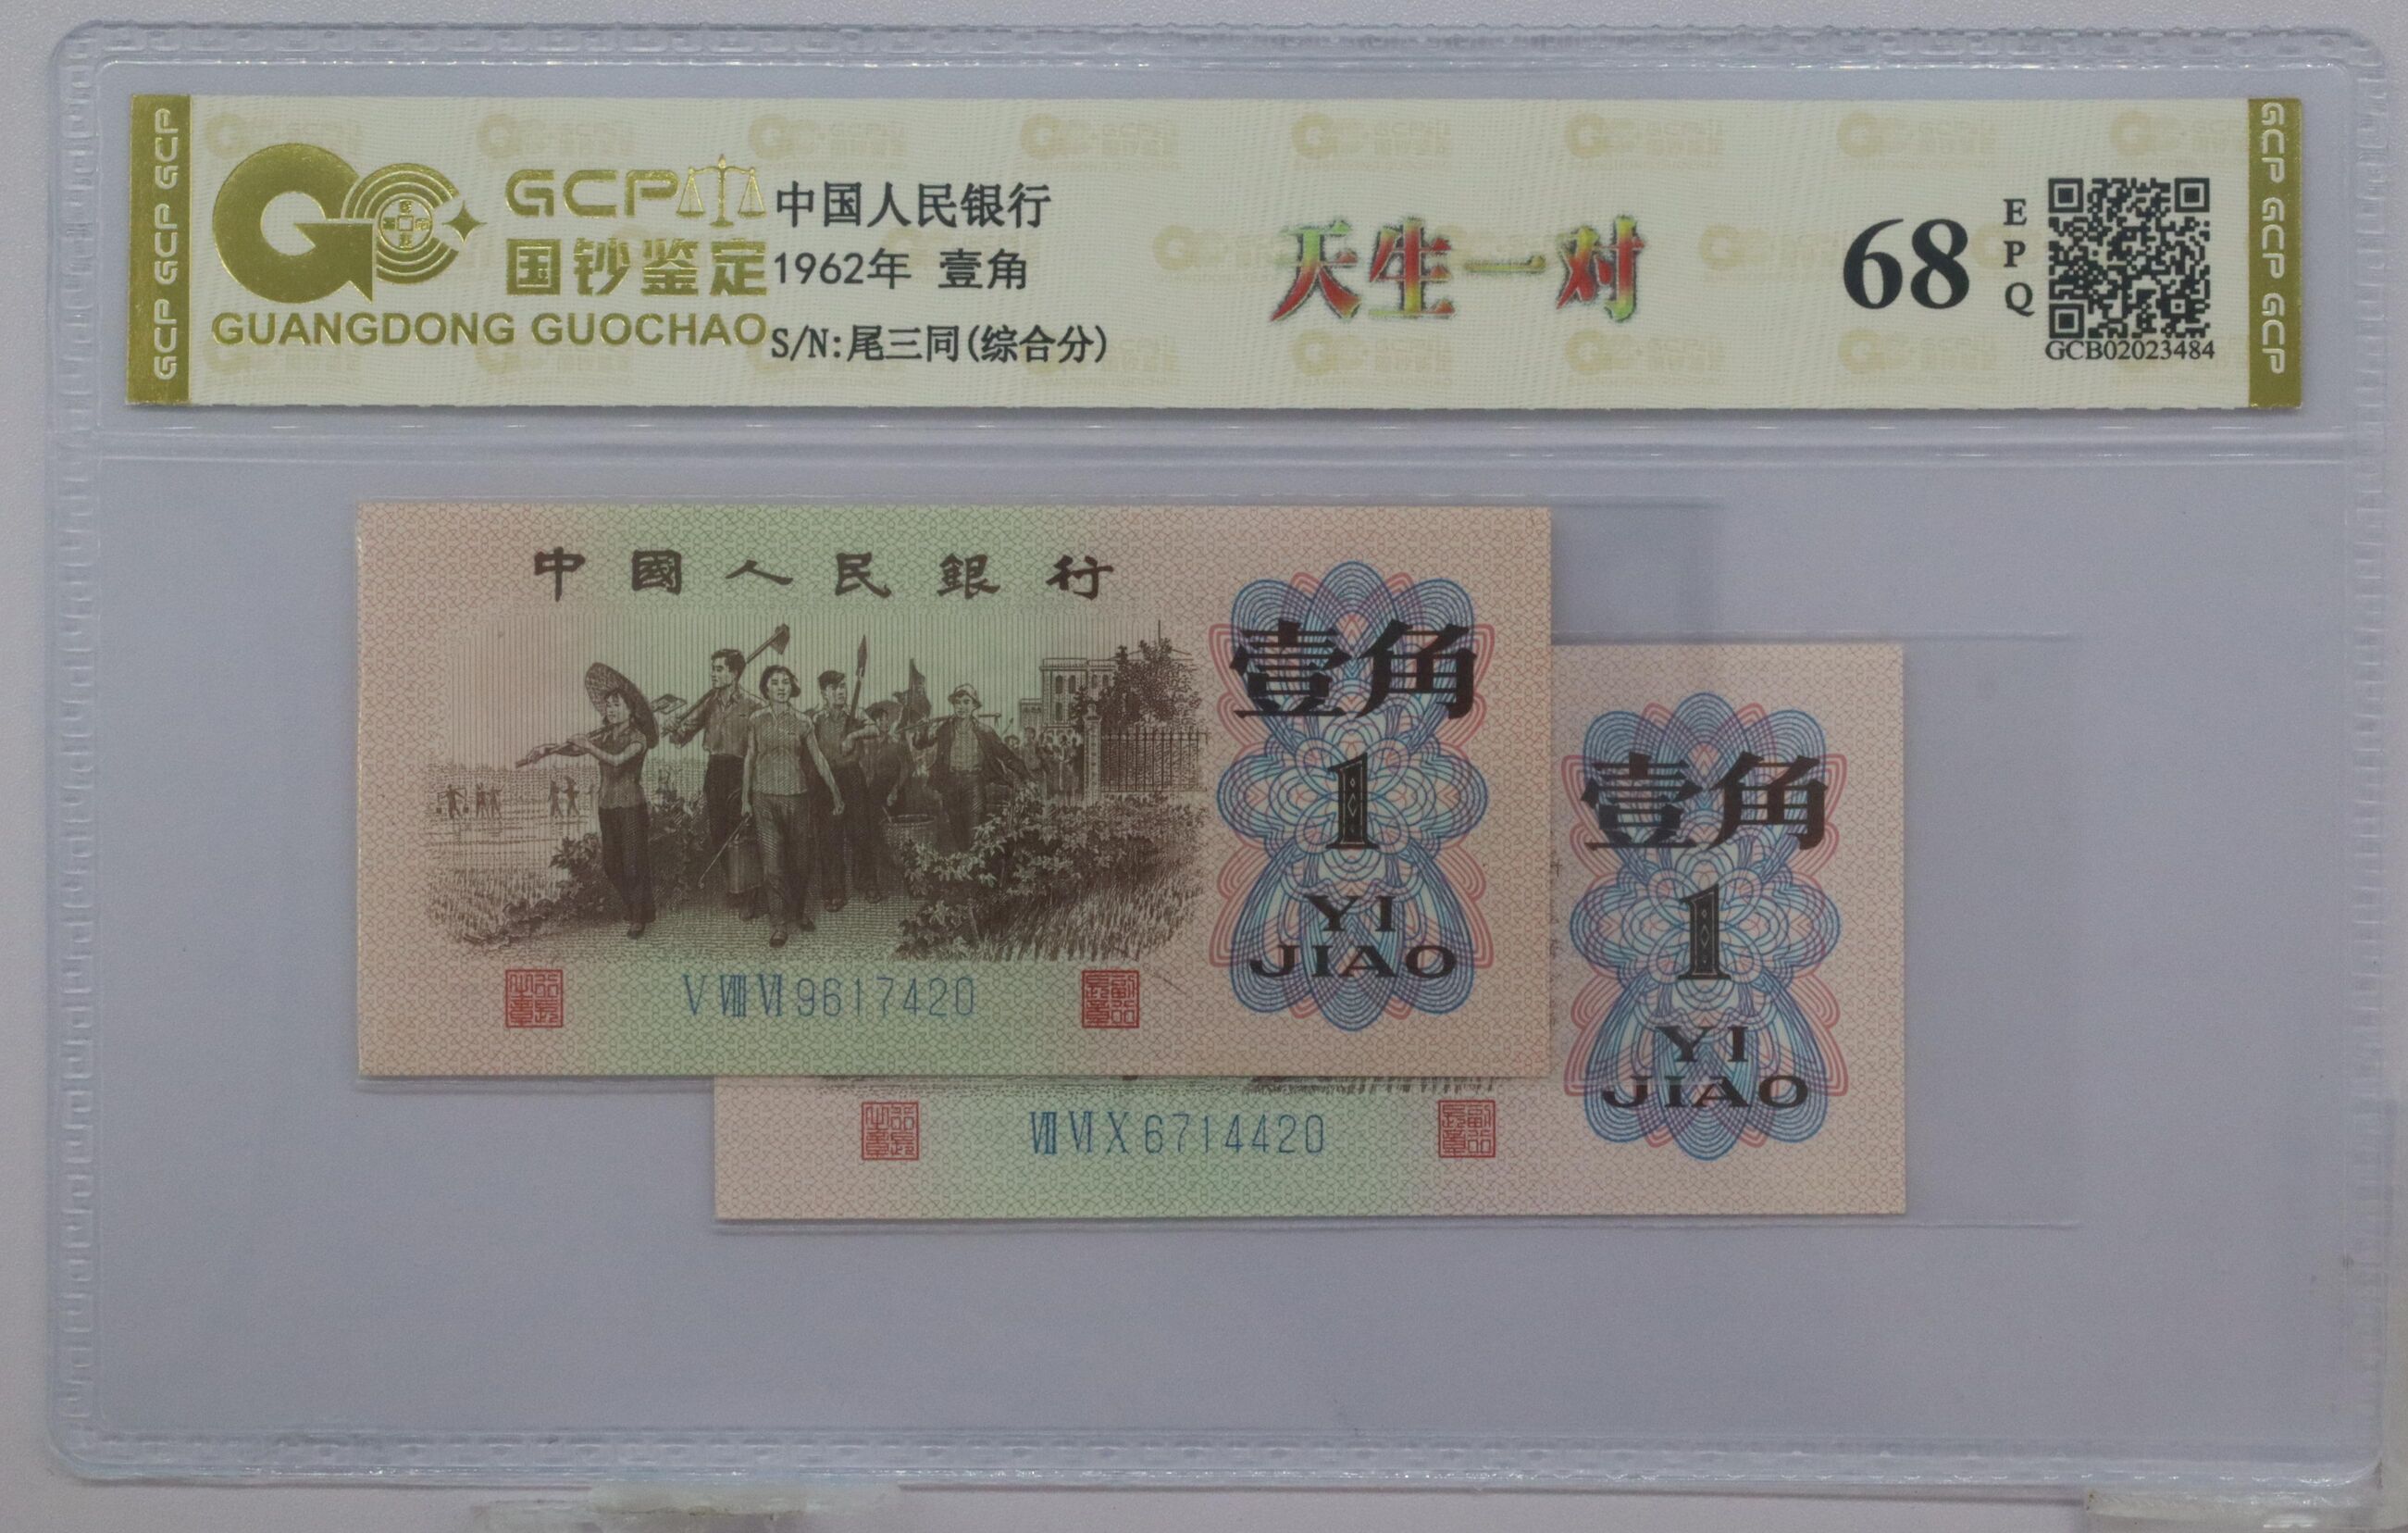 GCP GCP GCP
GCP
国钞鉴定
GUANGDONG GUOCHAO
中国人民银行
1962年 壹角
S/N:尾三同(综合分)
天生一对
68
EPQ
GCB02023484
GCP GCP GCP
中國人民銀行
壹角
1
YI
JIAO
V VIII VI 9617420
壹角
1
YI
JIAO
VII VI X 6714420